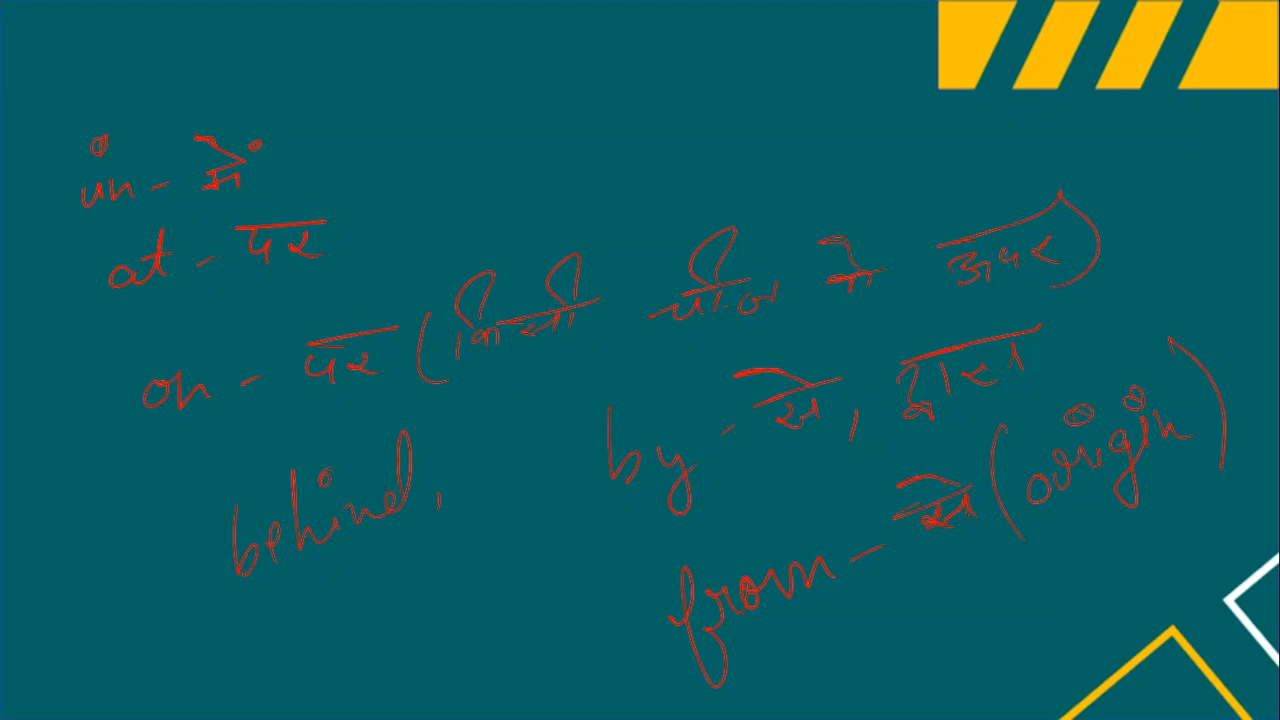 in - में
at - पर
on - पर (किसी चीज के ऊपर)
by - से, द्वारा
behind,
from - से (origin)